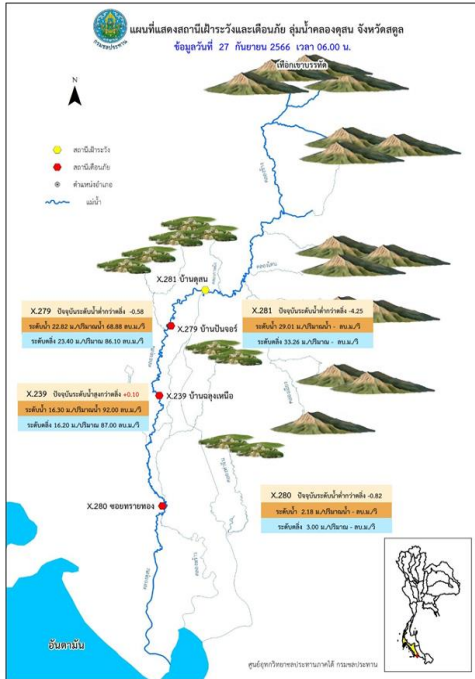 กรมชลประทาน
แผนที่แสดงสถานีเฝ้าระวังและเตือนภัย ลุ่มน้ำคลองดุสน จังหวัดสตูล
ข้อมูลวันที่ 27 กันยายน 2566 เวลา 06.00 น.
เทือกเขาบรรทัด
N
สถานีเฝ้าระวัง
สถานีเตือนภัย
ตำแหน่งอำเภอ
แม่น้ำ
X.281 บ้านดุสน
X.279 ปัจจุบันระดับน้ำต่ำกว่าตลิ่ง -0.58
ระดับน้ำ 22.82 ม./ปริมาณน้ำ 68.88 ลบ.ม./วิ
ระดับตลิ่ง 23.40 ม./ปริมาณ 86.10 ลบ.ม./วิ
X.281 ปัจจุบันระดับน้ำต่ำกว่าตลิ่ง -4.25
ระดับน้ำ 29.01 ม./ปริมาณน้ำ - ลบ.ม./วิ
ระดับตลิ่ง 33.26 ม./ปริมาณ - ลบ.ม./วิ
X.279 บ้านปันจอร์
X.239 ปัจจุบันระดับน้ำสูงกว่าตลิ่ง +0.10
ระดับน้ำ 16.30 ม./ปริมาณน้ำ 92.00 ลบ.ม./วิ
ระดับตลิ่ง 16.20 ม./ปริมาณ 87.00 ลบ.ม./วิ
X.239 บ้านฉลุงเหนือ
X.280 ซอยทรายทอง
X.280 ปัจจุบันระดับน้ำต่ำกว่าตลิ่ง -0.82
ระดับน้ำ 2.18 ม./ปริมาณน้ำ - ลบ.ม./วิ
ระดับตลิ่ง 3.00 ม./ปริมาณ - ลบ.ม./วิ
อันดามัน
ศูนย์อุทกวิทยาชลประทานภาคใต้ กรมชลประทาน